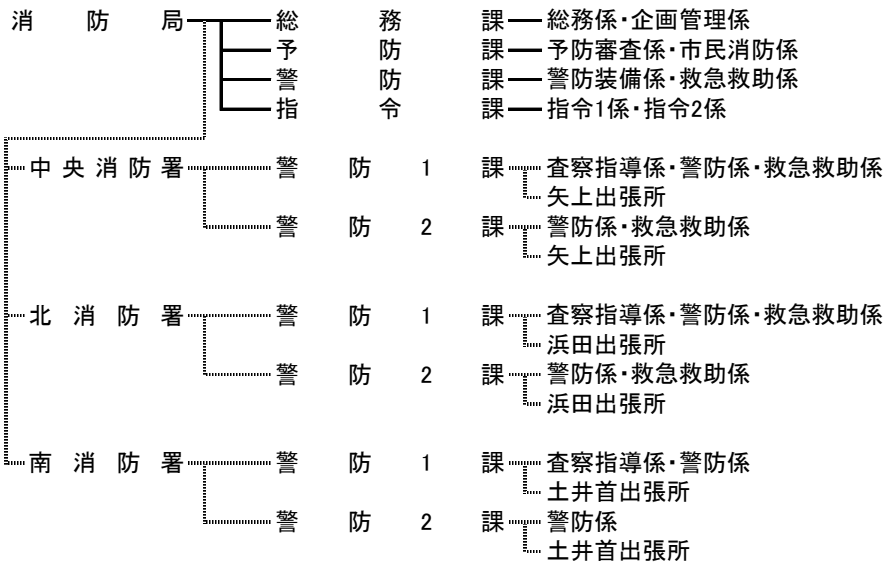 消防局 総務課 総務係・企画管理係
予防課 予防審査係・市民消防係
警防課 警防装備係・救急救助係
指令課 指令1係・指令2係
中央消防署 警防1課 査察指導係・警防係・救急救助係
矢上出張所
警防2課 警防係・救急救助係
矢上出張所
北消防署 警防1課 査察指導係・警防係・救急救助係
浜田出張所
警防2課 警防係・救急救助係
浜田出張所
南消防署 警防1課 査察指導係・警防係
土井首出張所
警防2課 警防係
土井首出張所